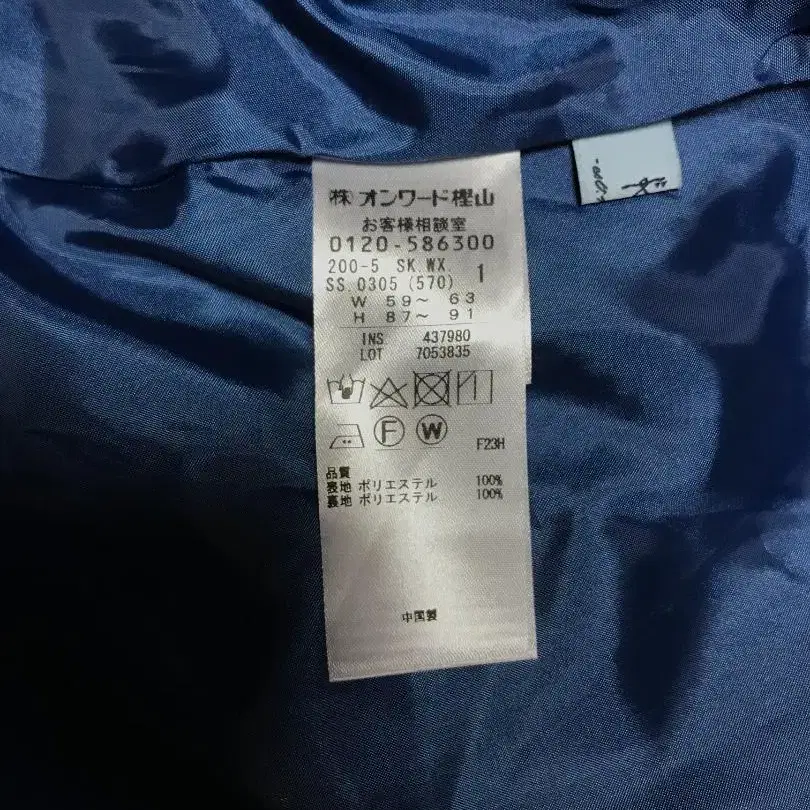 ㈱ オンワード樫山
お客様相談室
0120-586300
200-5 SK.WX. 1
SS 0305 (570)
W 59〜 63
H 87〜 91
INS 437980
LOT 7053835
F
W
F23H
品質
表地 ポリエステル 100%
裏地 ポリエステル 100%
中国製